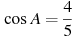 cos A = 4/5